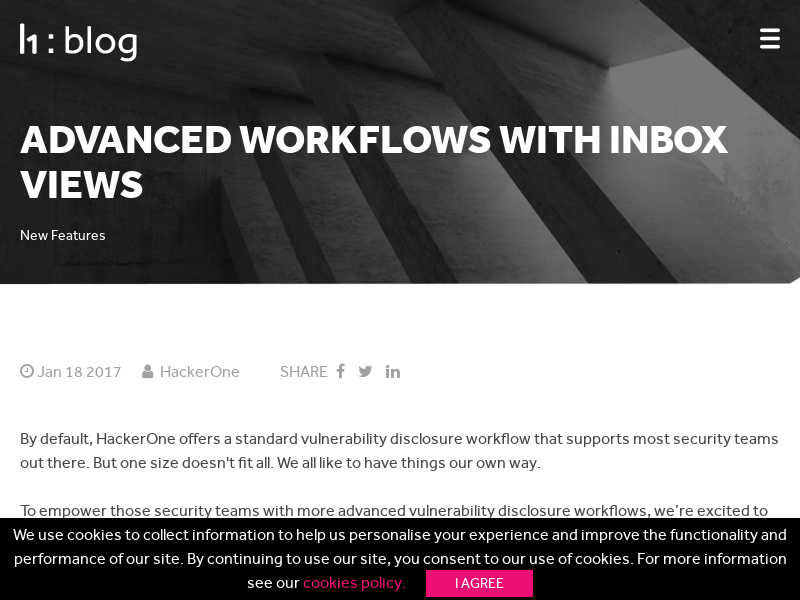 h : blog
ADVANCED WORKFLOWS WITH INBOX
VIEWS
New Features
Jan 18 2017 HackerOne SHARE
By default, HackerOne offers a standard vulnerability disclosure workflow that supports most security teams
out there. But one size doesn't fit all. We all like to have things our own way.
To empower those security teams with more advanced vulnerability disclosure workflows, we’re excited to
We use cookies to collect information to help us personalise your experience and improve the functionality and
performance of our site. By continuing to use our site, you consent to our use of cookies. For more information
see our cookies policy. I AGREE